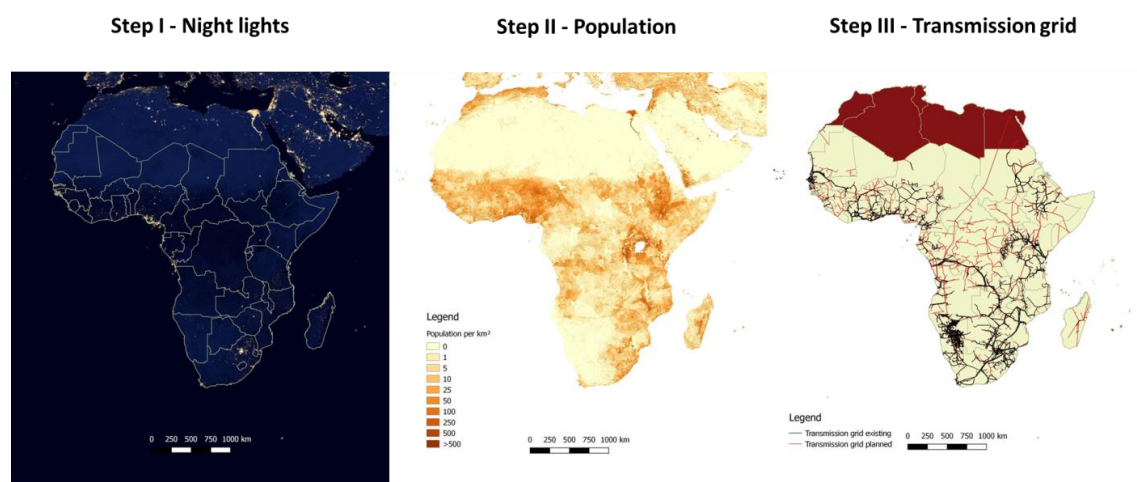 Step I - Night lights
Step II - Population
Step III - Transmission grid
0 250 500 750 1000 km
Legend
Population per km²
0
1
5
10
25
50
100
250
500
>500
0 250 500 750 1000 km
Legend
Transmission grid existing
Transmission grid planned
0 250 500 750 1000 km